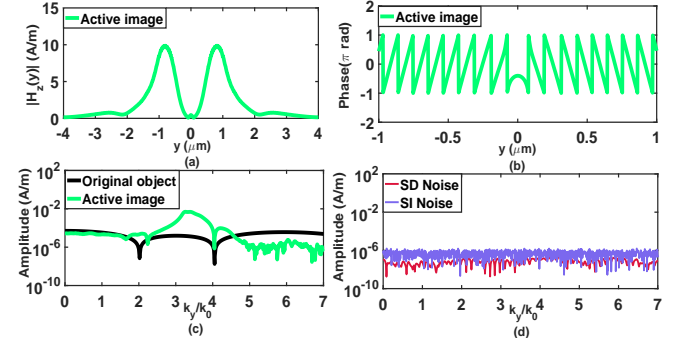 Active image
|H_z(y)| (A/m)
15
10
5
0
-4 -3 -2 -1 0 1 2 3 4
y (μm)
(a)
Active image
Phase(π rad)
2
1
0
-1
-2
-1 -0.5 0 0.5 1
y (μm)
(b)
Original object
Active image
Amplitude (A/m)
10^2
10^-2
10^-6
10^-10
0 1 2 3 4 5 6 7
k_y/k_0
(c)
SD Noise
SI Noise
Amplitude (A/m)
10^2
10^-2
10^-6
10^-10
0 1 2 3 4 5 6 7
k_y/k_0
(d)